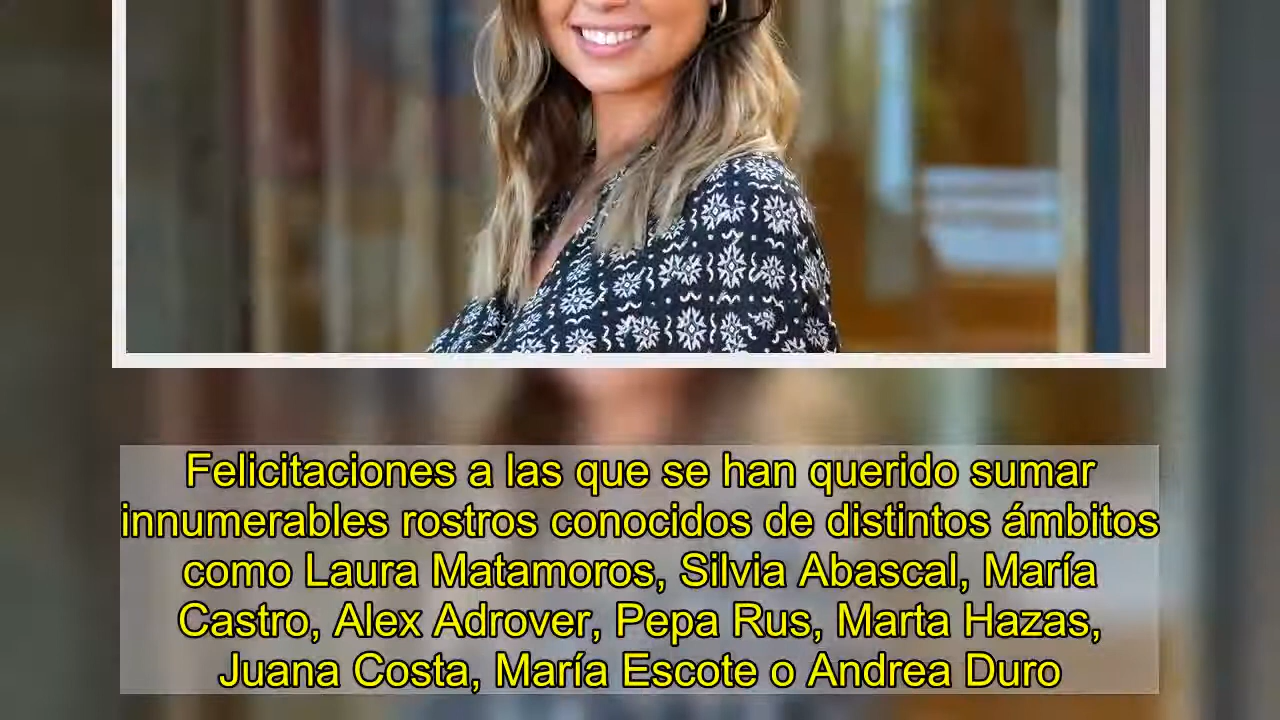 Felicitaciones a las que se han querido sumar
innumerables rostros conocidos de distintos ámbitos
como Laura Matamoros, Silvia Abascal, María
Castro, Alex Adrover, Pepa Rus, Marta Hazas,
Juana Costa, María Escote o Andrea Duro